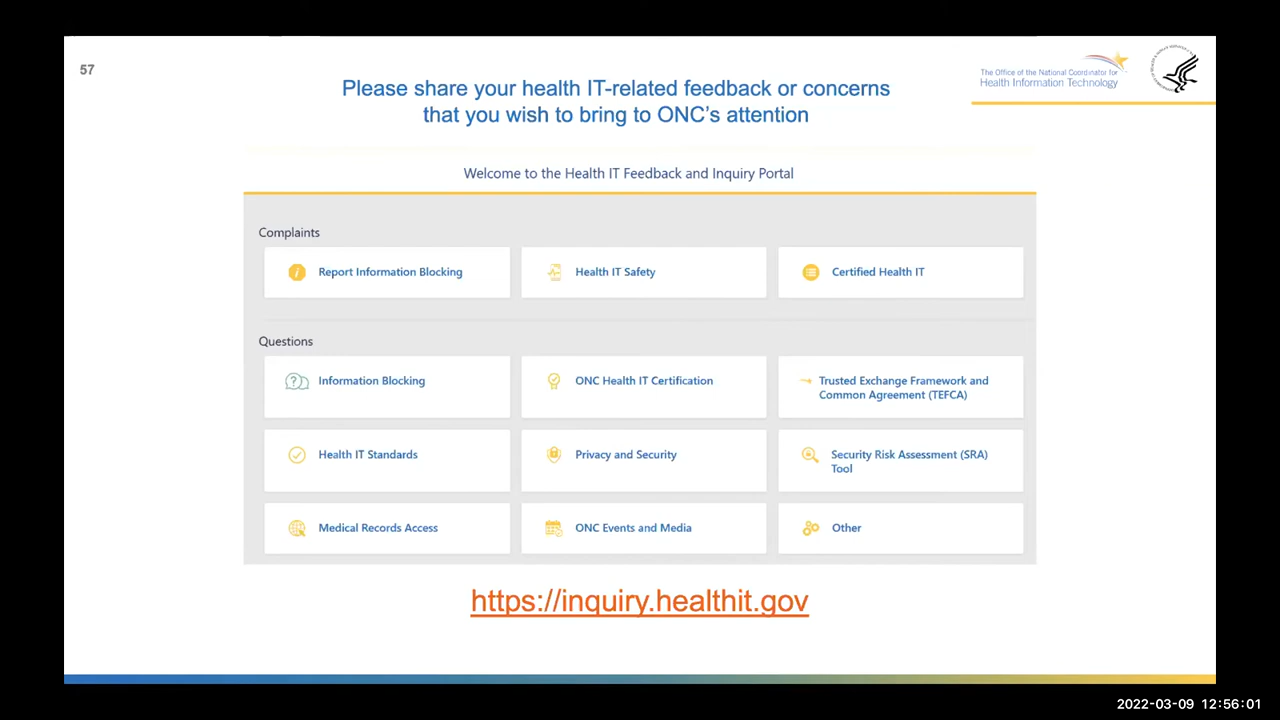 57
Please share your health IT-related feedback or concerns
that you wish to bring to ONC's attention
The Office of the National Coordinator for
Health Information Technology
Welcome to the Health IT Feedback and Inquiry Portal
Complaints
Report Information Blocking
Health IT Safety
Certified Health IT
Questions
Information Blocking
ONC Health IT Certification
Trusted Exchange Framework and
Common Agreement (TEFCA)
Health IT Standards
Privacy and Security
Security Risk Assessment (SRA)
Tool
Medical Records Access
ONC Events and Media
Other
https://inquiry.healthit.gov
2022-03-09 12:56:01